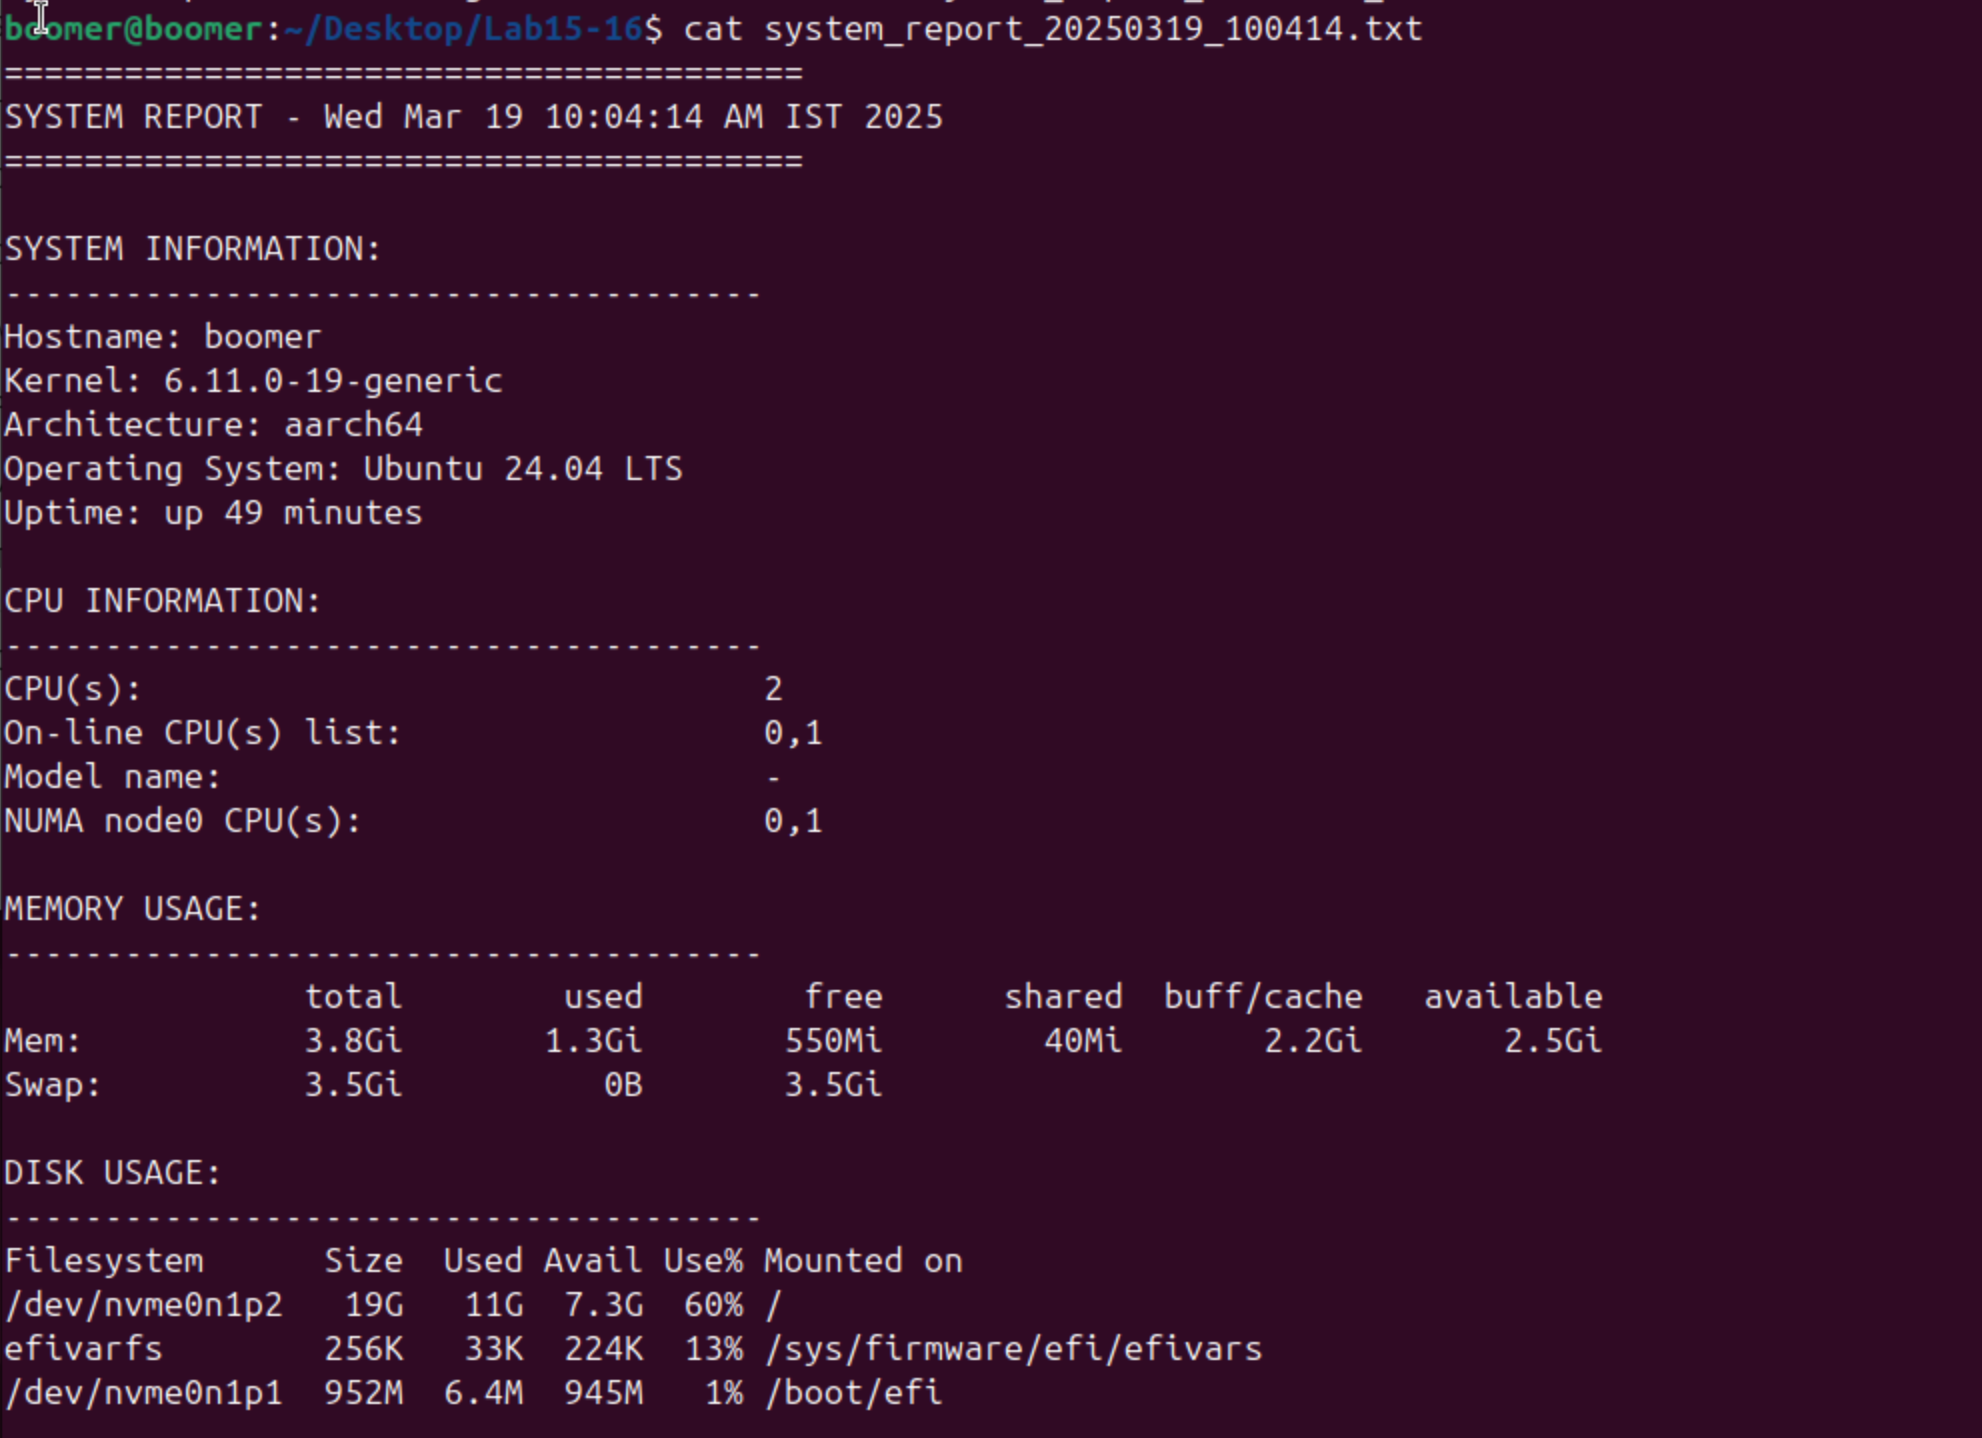 boomer@boomer:~/Desktop/Lab15-16$ cat system_report_20250319_100414.txt
========================================
SYSTEM REPORT - Wed Mar 19 10:04:14 AM IST 2025
========================================
SYSTEM INFORMATION:
--------------------------------------
Hostname: boomer
Kernel: 6.11.0-19-generic
Architecture: aarch64
Operating System: Ubuntu 24.04 LTS
Uptime: up 49 minutes
CPU INFORMATION:
--------------------------------------
CPU(s):                               2
On-line CPU(s) list:                  0,1
Model name:                           -
NUMA node0 CPU(s):                    0,1
MEMORY USAGE:
--------------------------------------
               total        used        free      shared  buff/cache   available
Mem:           3.8Gi       1.3Gi       550Mi        40Mi       2.2Gi       2.5Gi
Swap:          3.5Gi          0B       3.5Gi
DISK USAGE:
--------------------------------------
Filesystem      Size  Used Avail Use% Mounted on
/dev/nvme0n1p2   19G   11G  7.3G  60% /
efivarfs        256K   33K  224K  13% /sys/firmware/efi/efivars
/dev/nvme0n1p1  952M  6.4M  945M   1% /boot/efi